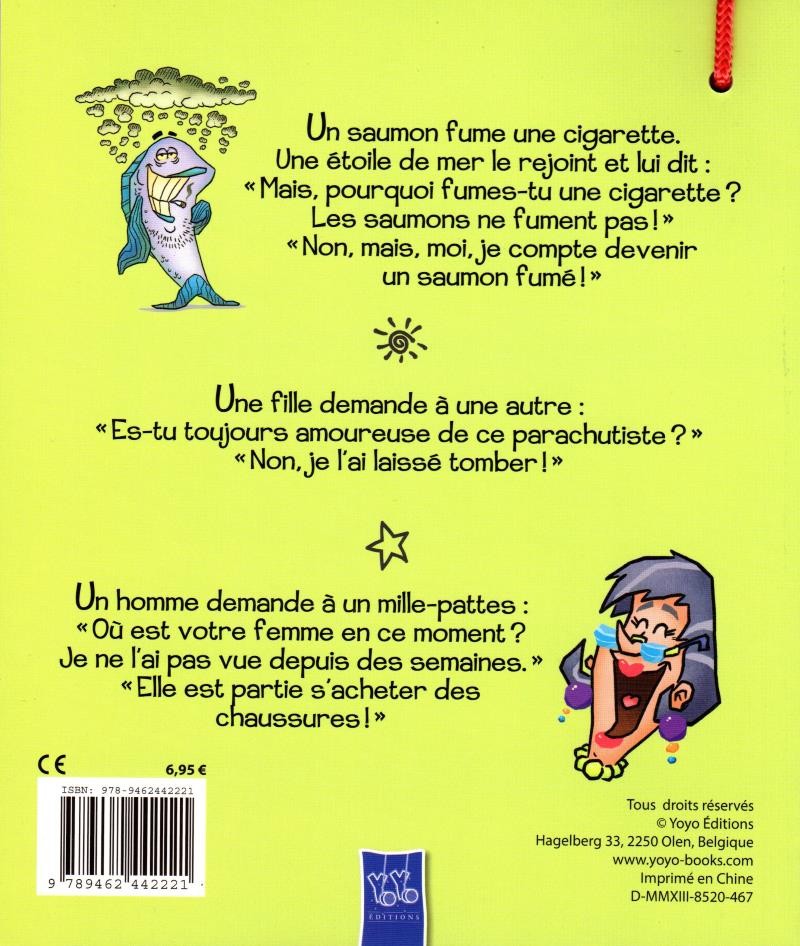 Un saumon fume une cigarette.
Une étoile de mer le rejoint et lui dit :
« Mais, pourquoi fumes-tu une cigarette ?
Les saumons ne fument pas ! »
« Non, mais, moi, je compte devenir
un saumon fumé ! »
Une fille demande à une autre :
« Es-tu toujours amoureuse de ce parachutiste ? »
« Non, je l'ai laissé tomber ! »
Un homme demande à un mille-pattes :
« Où est votre femme en ce moment ?
Je ne l'ai pas vue depuis des semaines. »
« Elle est partie s'acheter des
chaussures ! »
CE
6,95 €
ISBN: 978-9462442221
9 789462 442221
YOYO
ÉDITIONS
Tous droits réservés
© Yoyo Éditions
Hagelberg 33, 2250 Olen, Belgique
www.yoyo-books.com
Imprimé en Chine
D-MMXIII-8520-467